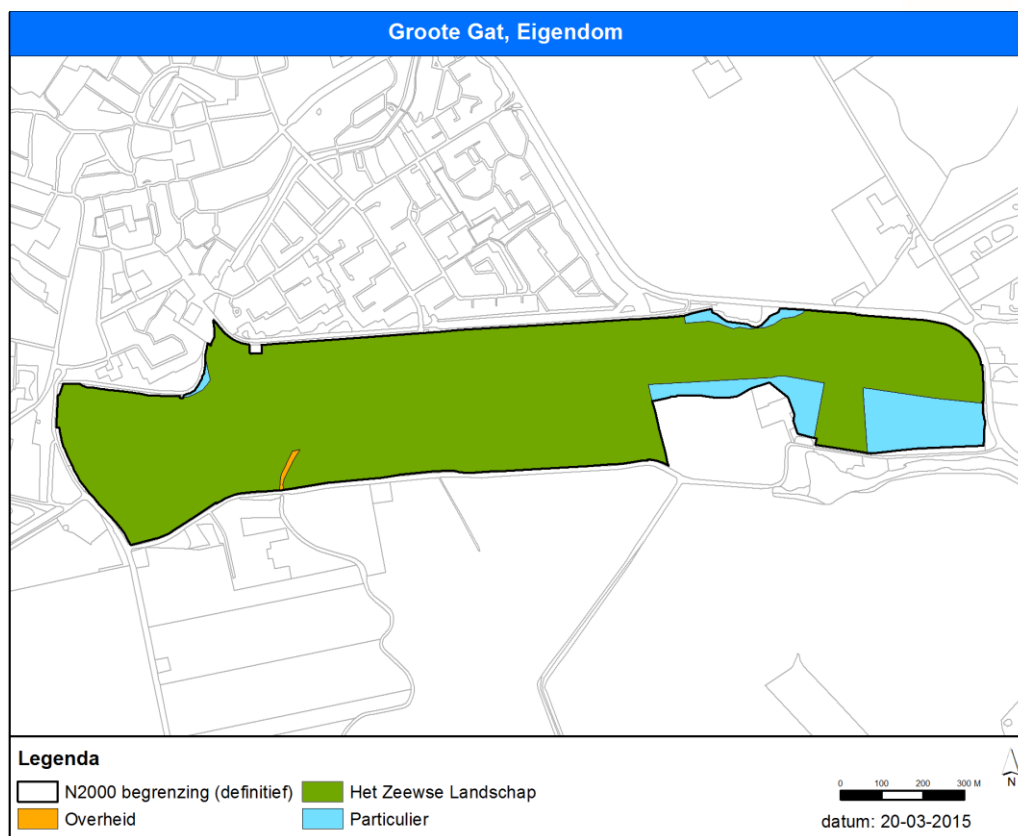 Groote Gat, Eigendom
Legenda
N2000 begrenzing (definitief)
Het Zeewse Landschap
Overheid
Particulier
0 100 200 300 M
N
datum: 20-03-2015